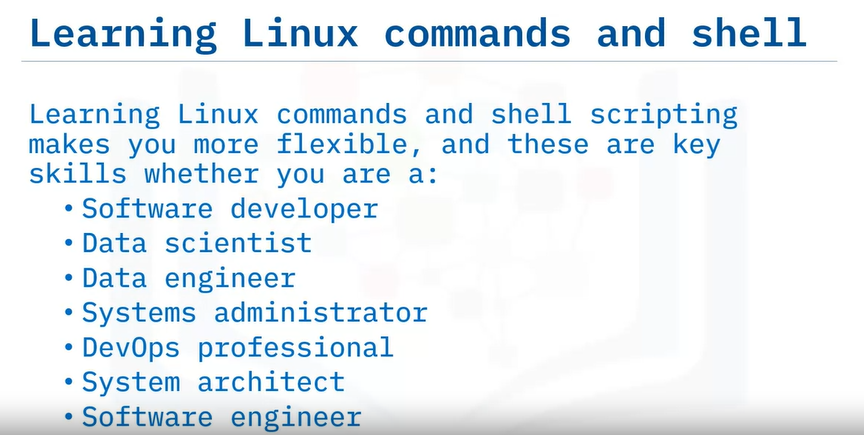 Learning Linux commands and shell
Learning Linux commands and shell scripting
makes you more flexible, and these are key
skills whether you are a:
• Software developer
• Data scientist
• Data engineer
• Systems administrator
• DevOps professional
• System architect
• Software engineer